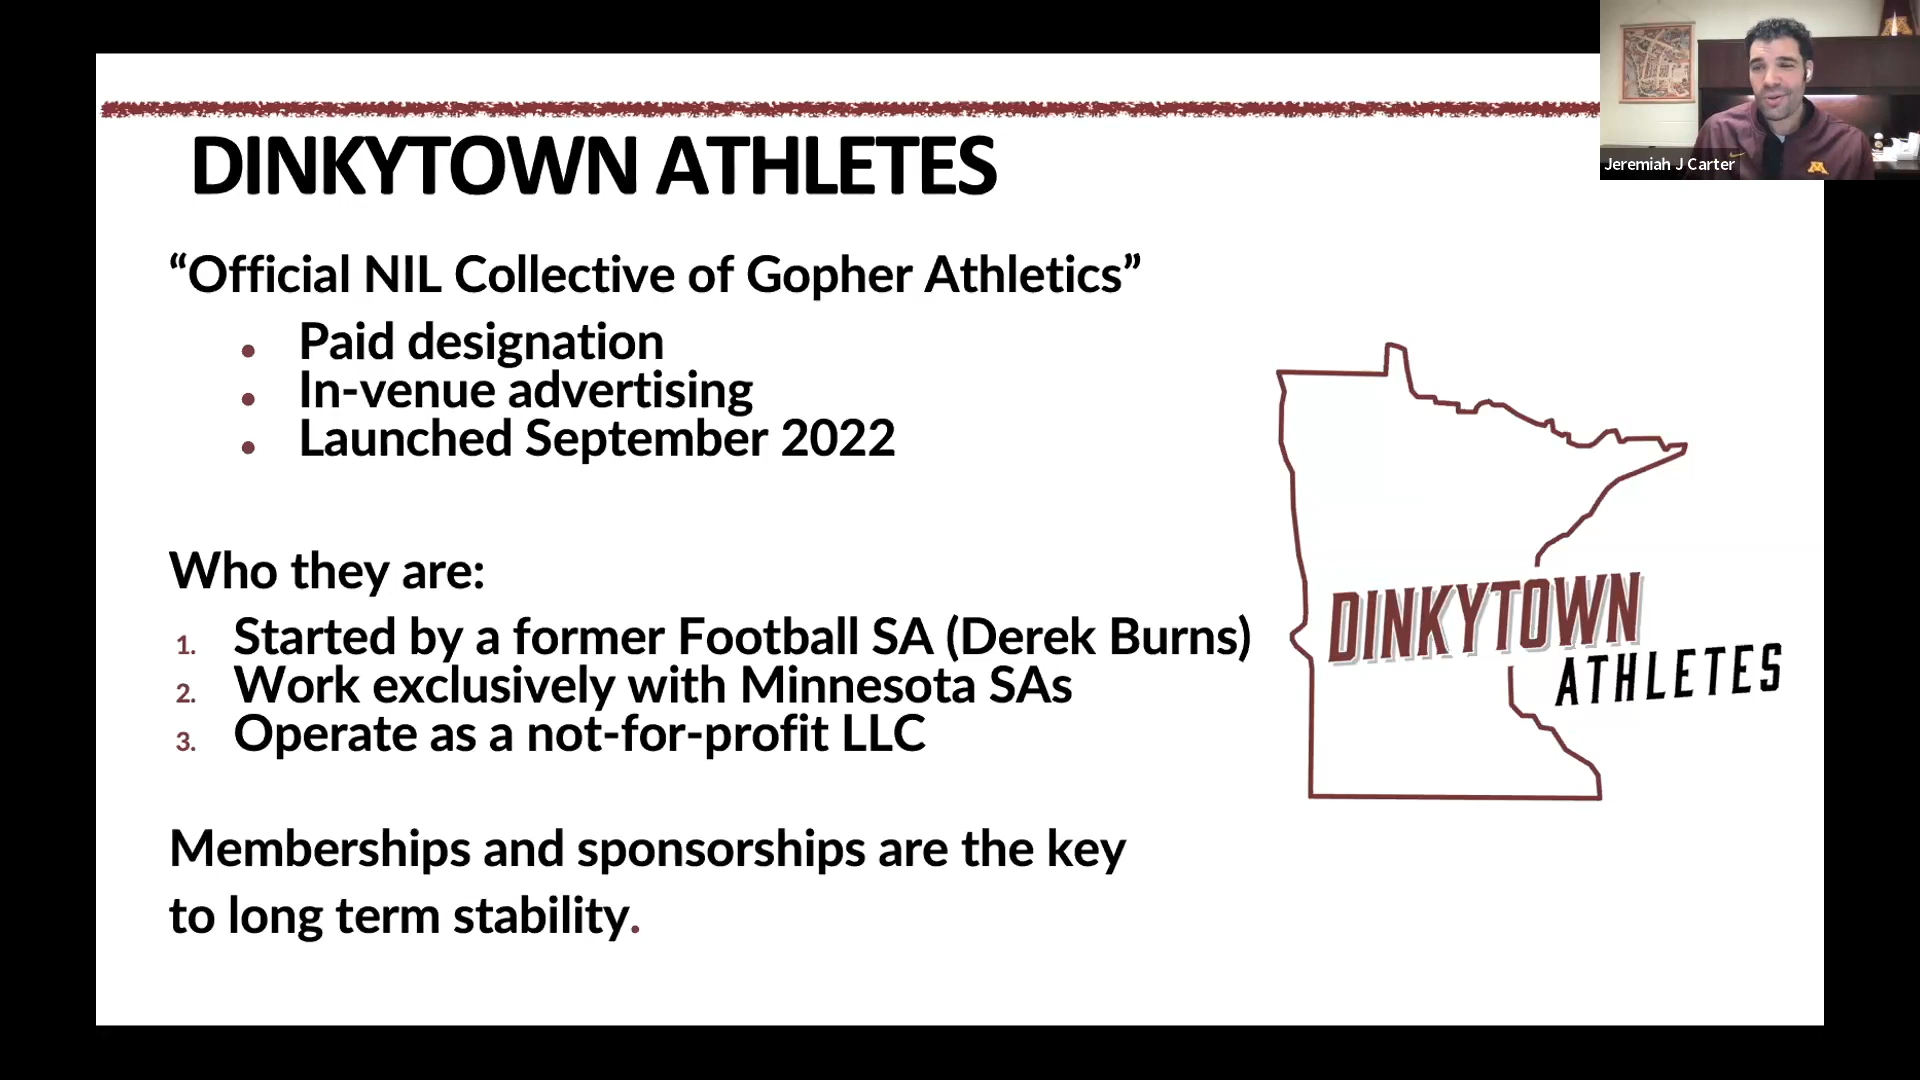 DINKYTOWN ATHLETES
“Official NIL Collective of Gopher Athletics”
• Paid designation
• In-venue advertising
• Launched September 2022
Who they are:
1. Started by a former Football SA (Derek Burns)
2. Work exclusively with Minnesota SAs
3. Operate as a not-for-profit LLC
Memberships and sponsorships are the key
to long term stability.
DINKYTOWN
ATHLETES
Jeremiah J Carter
M